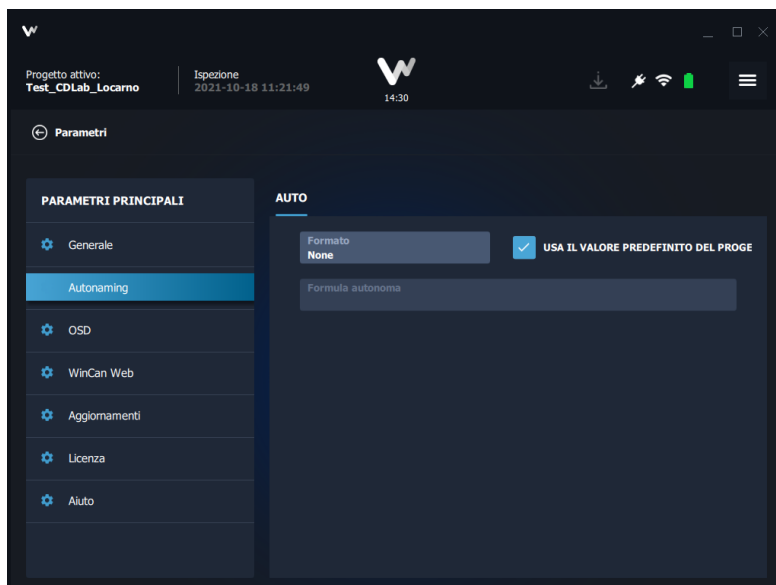 Progetto attivo:
Test_CDLab_Locarno
Ispezione
2021-10-18 11:21:49
14:30
Parametri
PARAMETRI PRINCIPALI
Generale
Autonaming
OSD
WinCan Web
Aggiornamenti
Licenza
Aiuto
AUTO
Formato
None
USA IL VALORE PREDEFINITO DEL PROGE
Formula autonoma